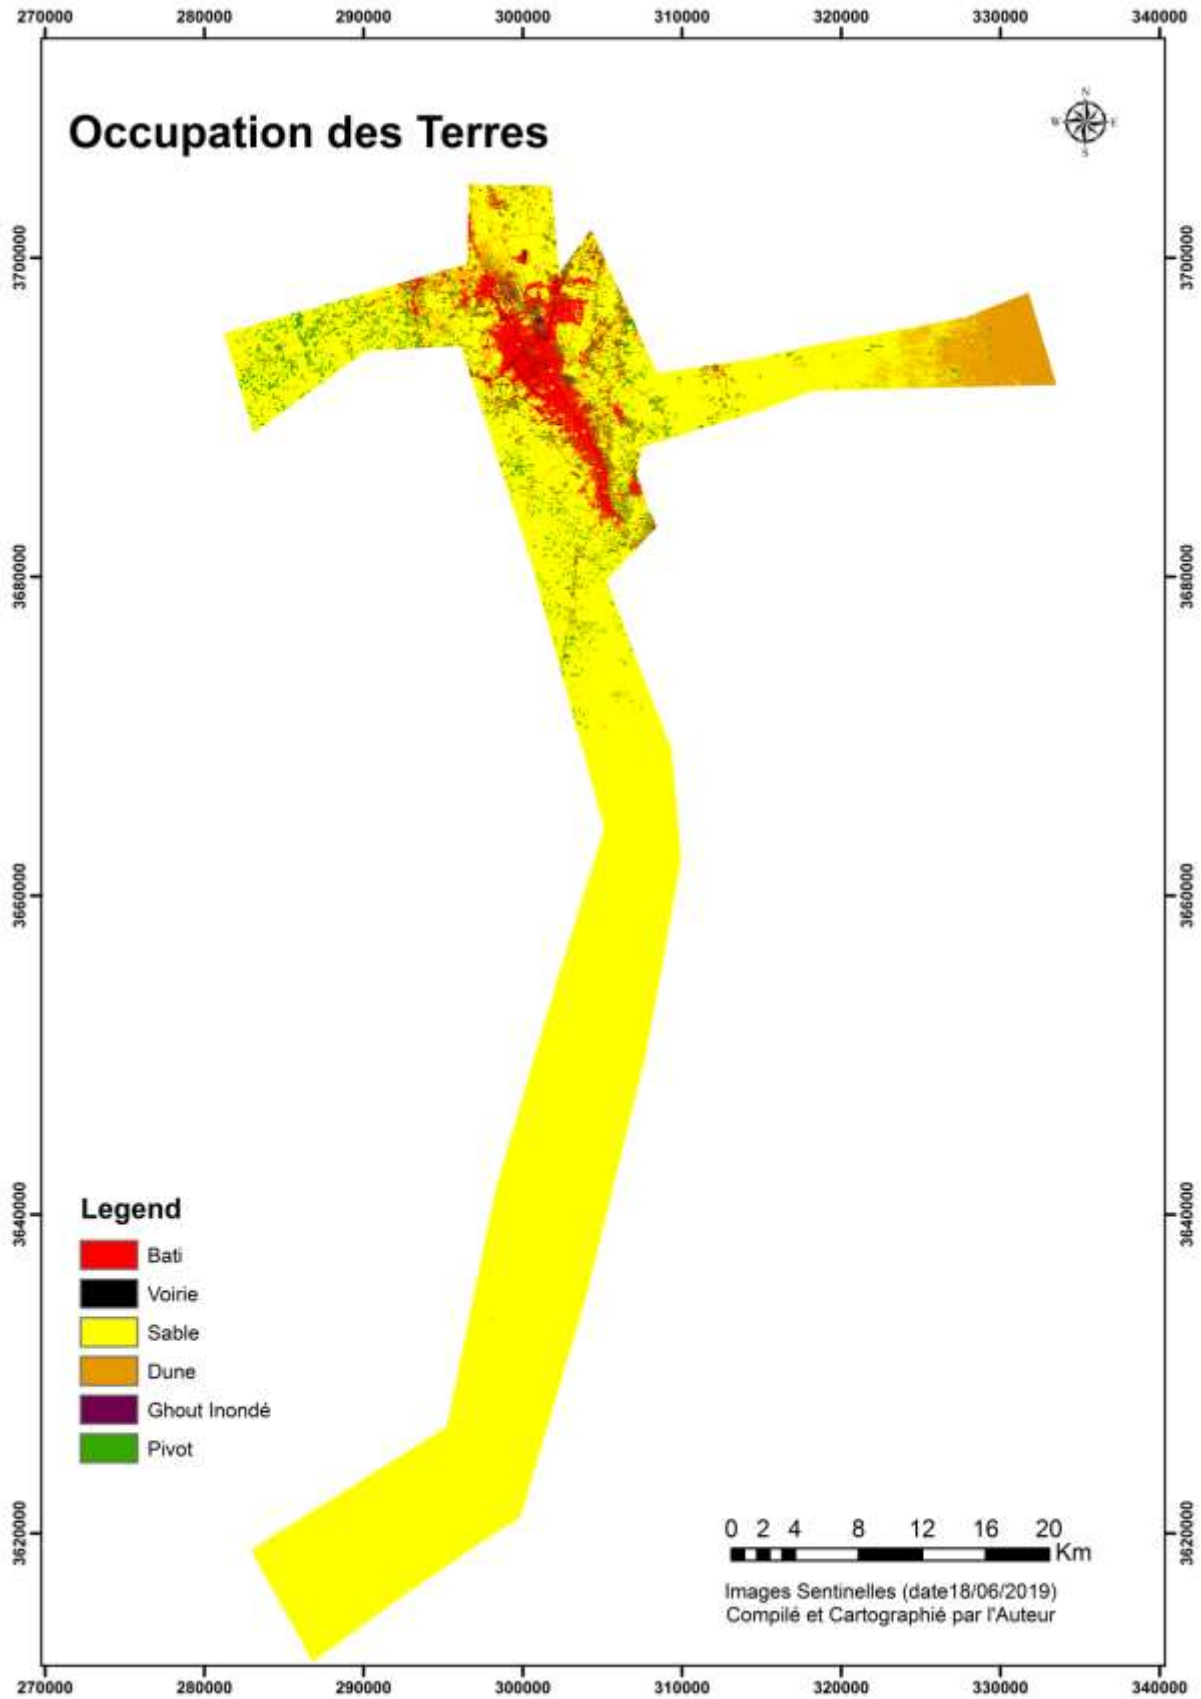 270000 280000 290000 300000 310000 320000 330000 340000
Occupation des Terres
N
W E
S
3700000 3700000
3680000 3680000
3660000 3660000
3640000 3640000
3620000 3620000
Legend
Bati
Voirie
Sable
Dune
Ghout Inondé
Pivot
0 2 4 8 12 16 20
Km
Images Sentinelles (date18/06/2019)
Compilé et Cartographié par l'Auteur
270000 280000 290000 300000 310000 320000 330000 340000